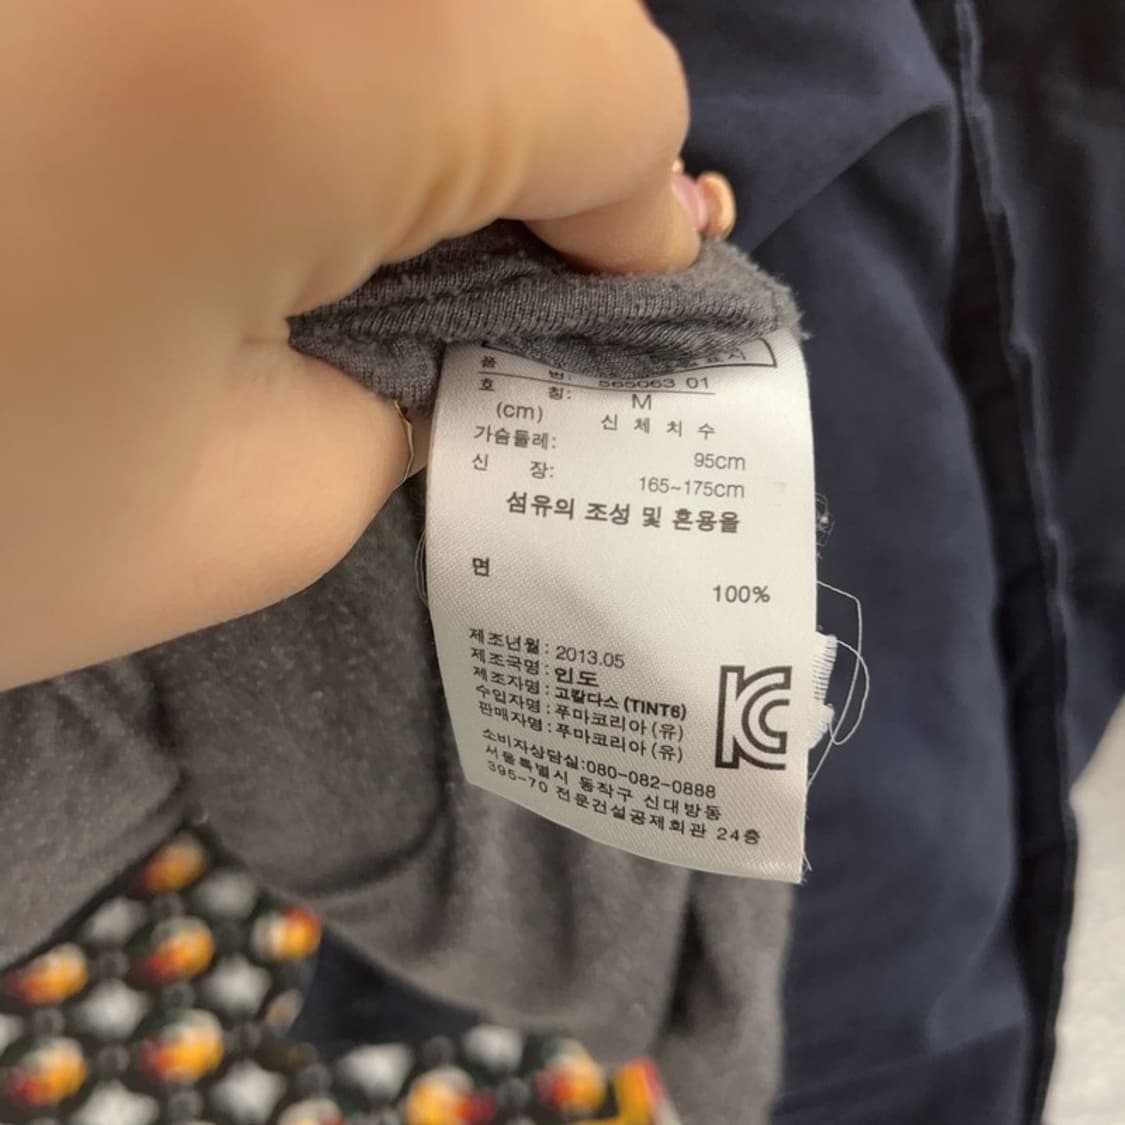 품 번: 565063 01
호 칭: M
(cm) 신 체 치 수
가슴둘레: 95cm
신 장: 165~175cm
섬유의 조성 및 혼용율
면 100%
제조년월: 2013.05
제조국명: 인도
제조자명: 고칼다스 (TINT6)
수입자명: 푸마코리아 (유)
판매자명: 푸마코리아 (유)
KC
소비자상담실:080-082-0888
서울특별시 동작구 신대방동
395-70 전문건설공제회관 24층